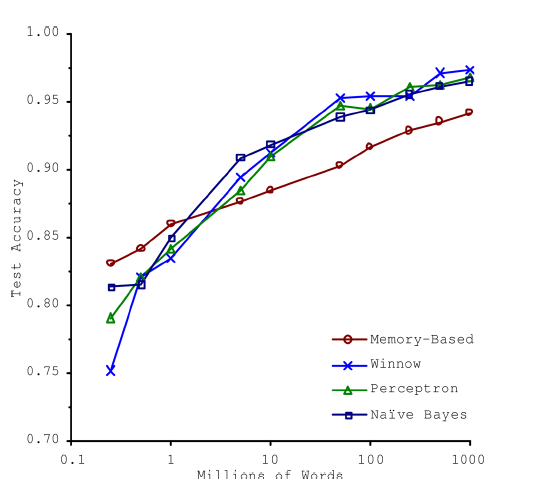 1.00
0.95
0.90
0.85
0.80
0.75
0.70
Test Accuracy
Memory-Based
Winnow
Perceptron
Naïve Bayes
0.1 1 10 100 1000
Millions of Words